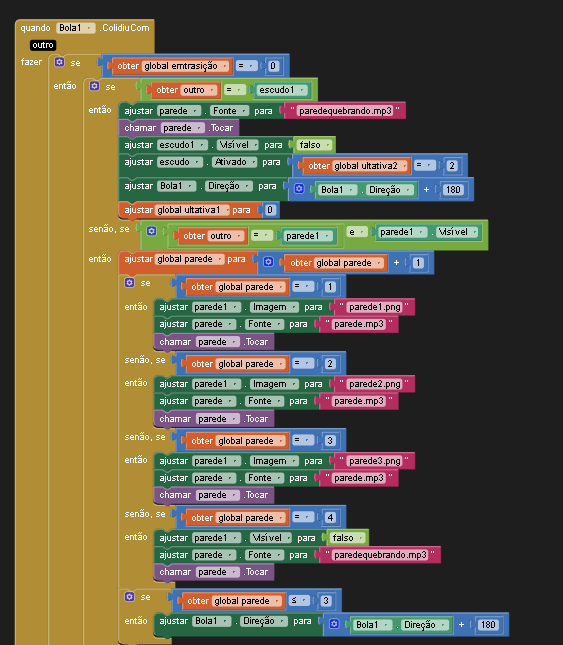 quando Bola1 .ColidiuCom
outro
fazer se obter global emtrasição = 0
então se obter outro = escudo1
então ajustar parede . Fonte para " paredequebrando.mp3 "
chamar parede .Tocar
ajustar escudo1 . Visível para falso
ajustar escudo . Ativado para obter global ultativa2 = 2
ajustar Bola1 . Direção para Bola1 . Direção + 180
ajustar global ultativa1 para 0
senão, se obter outro = parede1 e parede1 . Visível
então ajustar global parede para obter global parede + 1
se obter global parede = 1
então ajustar parede1 . Imagem para " parede1.png "
ajustar parede . Fonte para " parede.mp3 "
chamar parede .Tocar
senão, se obter global parede = 2
então ajustar parede1 . Imagem para " parede2.png "
ajustar parede . Fonte para " parede.mp3 "
chamar parede .Tocar
senão, se obter global parede = 3
então ajustar parede1 . Imagem para " parede3.png "
ajustar parede . Fonte para " parede.mp3 "
chamar parede .Tocar
senão, se obter global parede = 4
então ajustar parede1 . Visível para falso
ajustar parede . Fonte para " paredequebrando.mp3 "
chamar parede .Tocar
se obter global parede ≤ 3
então ajustar Bola1 . Direção para Bola1 . Direção + 180